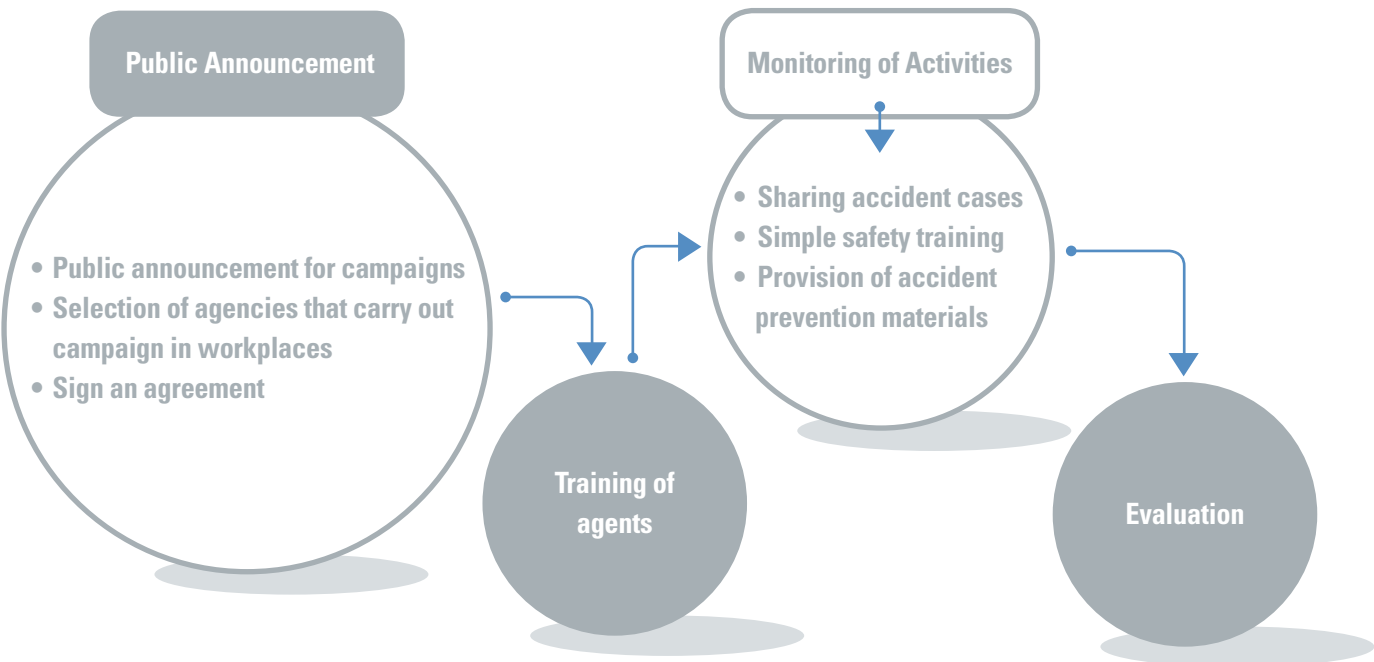 Public Announcement
• Public announcement for campaigns
• Selection of agencies that carry out
campaign in workplaces
• Sign an agreement
Training of
agents
Monitoring of Activities
• Sharing accident cases
• Simple safety training
• Provision of accident
prevention materials
Evaluation